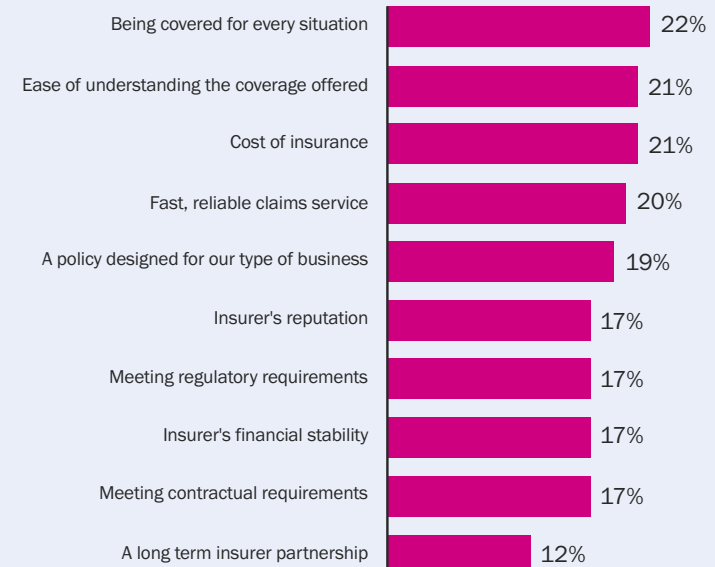 Being covered for every situation 22%
Ease of understanding the coverage offered 21%
Cost of insurance 21%
Fast, reliable claims service 20%
A policy designed for our type of business 19%
Insurer's reputation 17%
Meeting regulatory requirements 17%
Insurer's financial stability 17%
Meeting contractual requirements 17%
A long term insurer partnership 12%